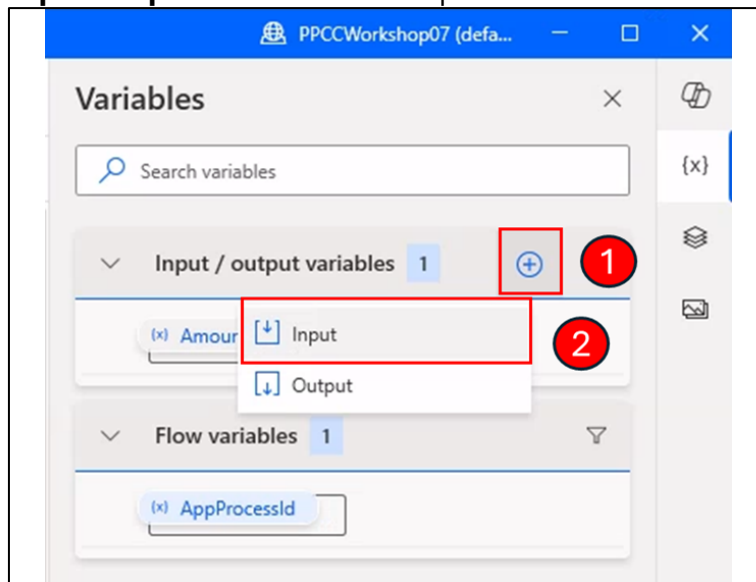 PPCCWorkshop07 (defa...
Variables
{x}
Search variables
Input / output variables 1
1
(x) Amour
Input
2
Output
Flow variables 1
(x) AppProcessId